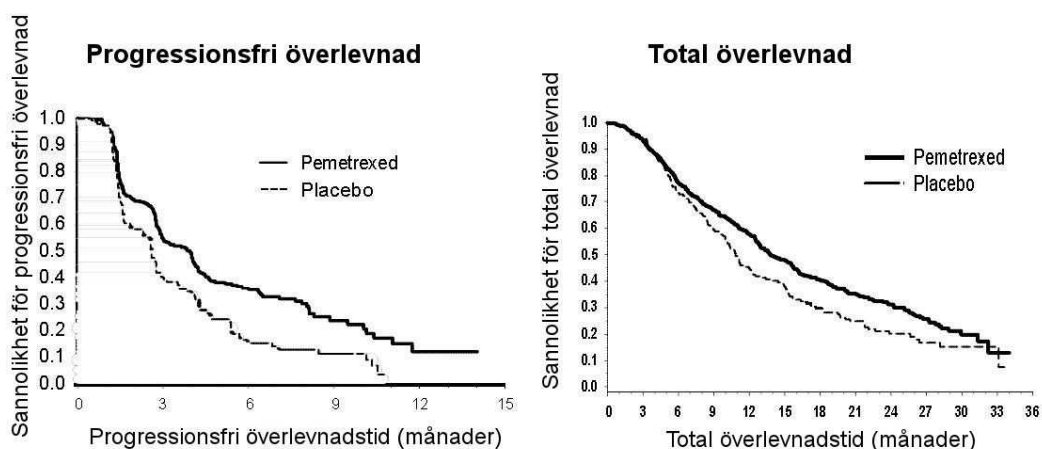 Progressionsfri överlevnad
Sannolikhet för progressionsfri överlevnad
1.0
0.9
0.8
0.7
0.6
0.5
0.4
0.3
0.2
0.1
0.0
Pemetrexed
Placebo
0 3 6 9 12 15
Progressionsfri överlevnadstid (månader)
Total överlevnad
Sannolikhet för total överlevnad
1.0
0.9
0.8
0.7
0.6
0.5
0.4
0.3
0.2
0.1
0.0
Pemetrexed
Placebo
0 3 6 9 12 15 18 21 24 27 30 33 36
Total överlevnadstid (månader)